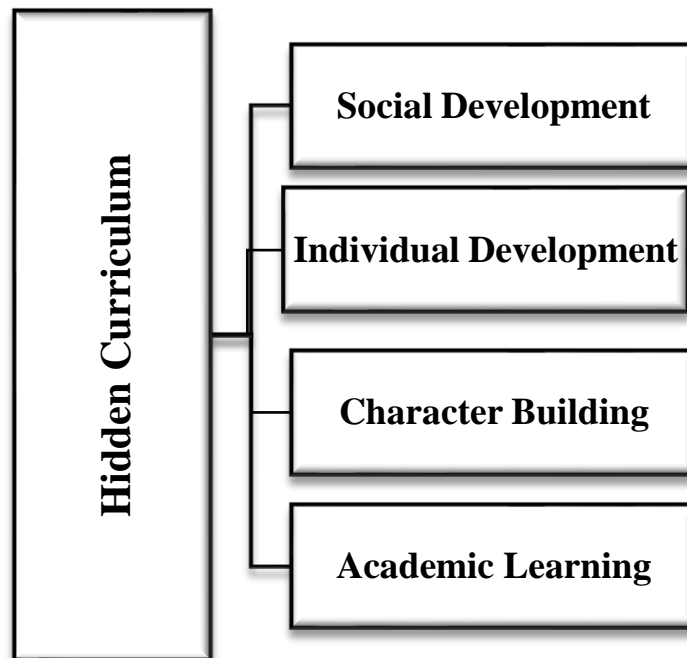 Hidden Curriculum
Social Development
Individual Development
Character Building
Academic Learning